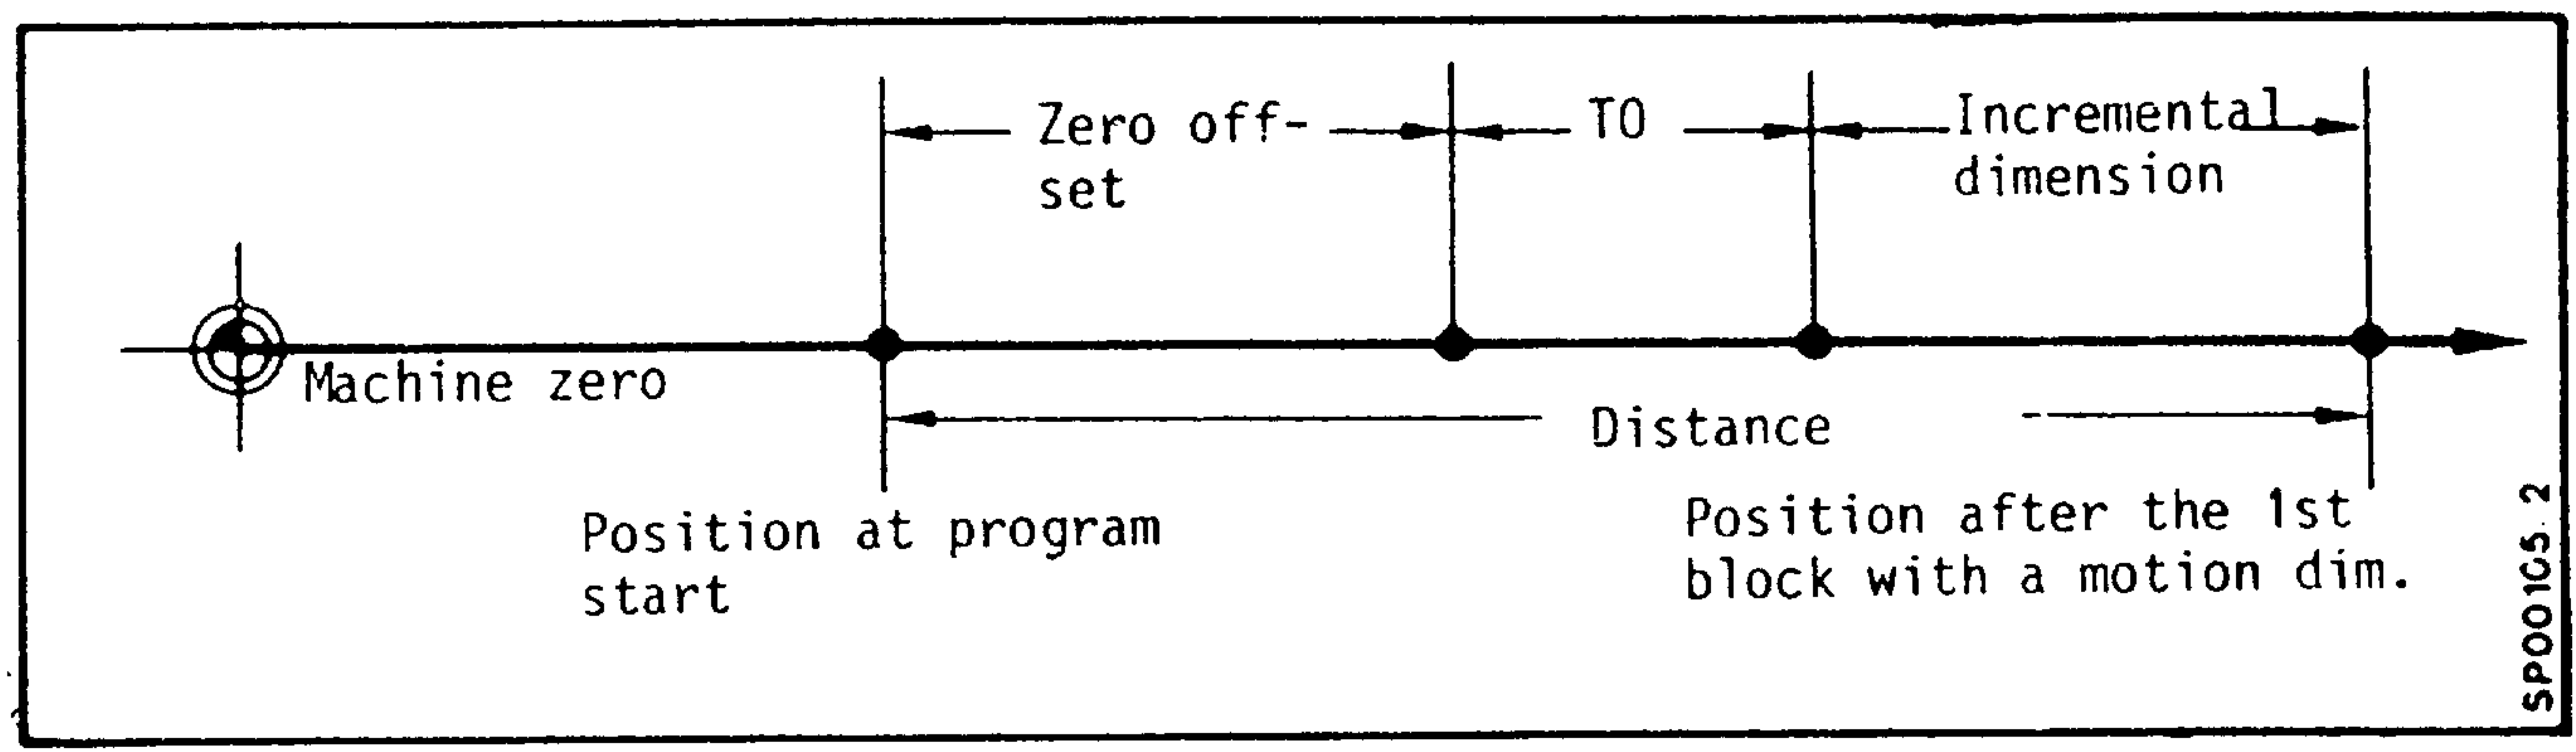 Zero off-
set
TO
Incremental
dimension
Machine zero
Distance
Position at program
start
Position after the 1st
block with a motion dim.
SP00105.2